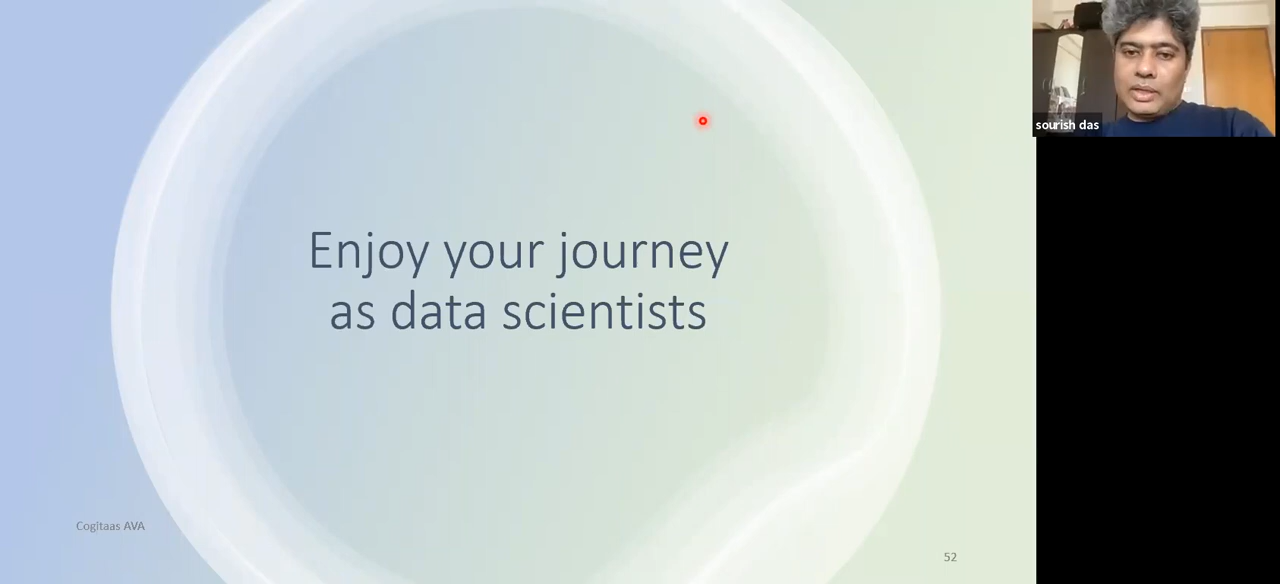 Enjoy your journey
as data scientists
sourish das
Cogitaas AVA
52